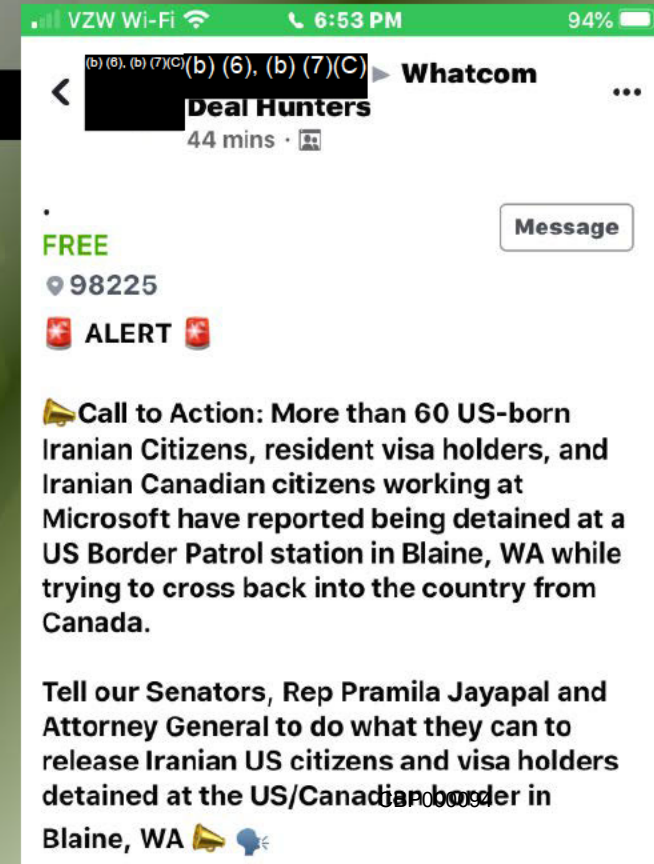 VZW Wi-Fi 6:53 PM 94%
(b) (6), (b) (7)(C) (b) (6), (b) (7)(C) ▶ Whatcom
Deal Hunters
44 mins ·
.
FREE
Message
98225
🚨 ALERT 🚨
📣Call to Action: More than 60 US-born
Iranian Citizens, resident visa holders, and
Iranian Canadian citizens working at
Microsoft have reported being detained at a
US Border Patrol station in Blaine, WA while
trying to cross back into the country from
Canada.
Tell our Senators, Rep Pramila Jayapal and
Attorney General to do what they can to
release Iranian US citizens and visa holders
detained at the US/Canadian border in
CBP000094
Blaine, WA 📣 🗣